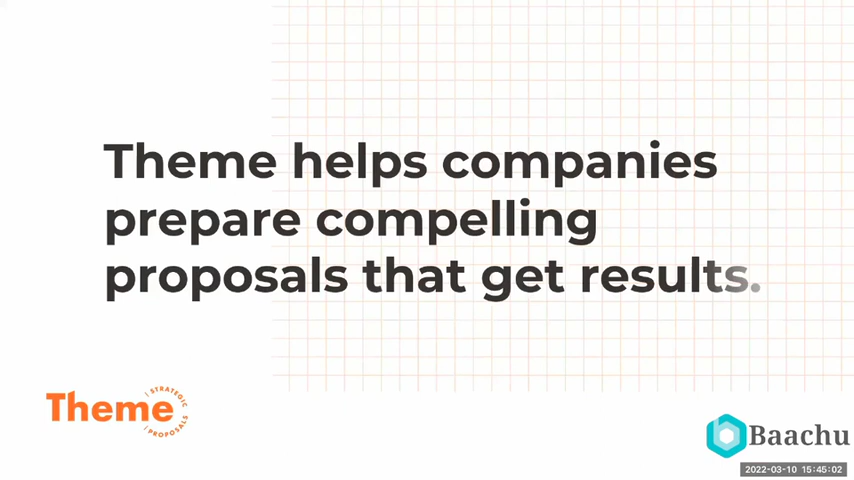 Theme helps companies
prepare compelling
proposals that get results.
Theme
| STRATEGIC
| PROPOSALS
Baachu
2022-03-10 15:45:02